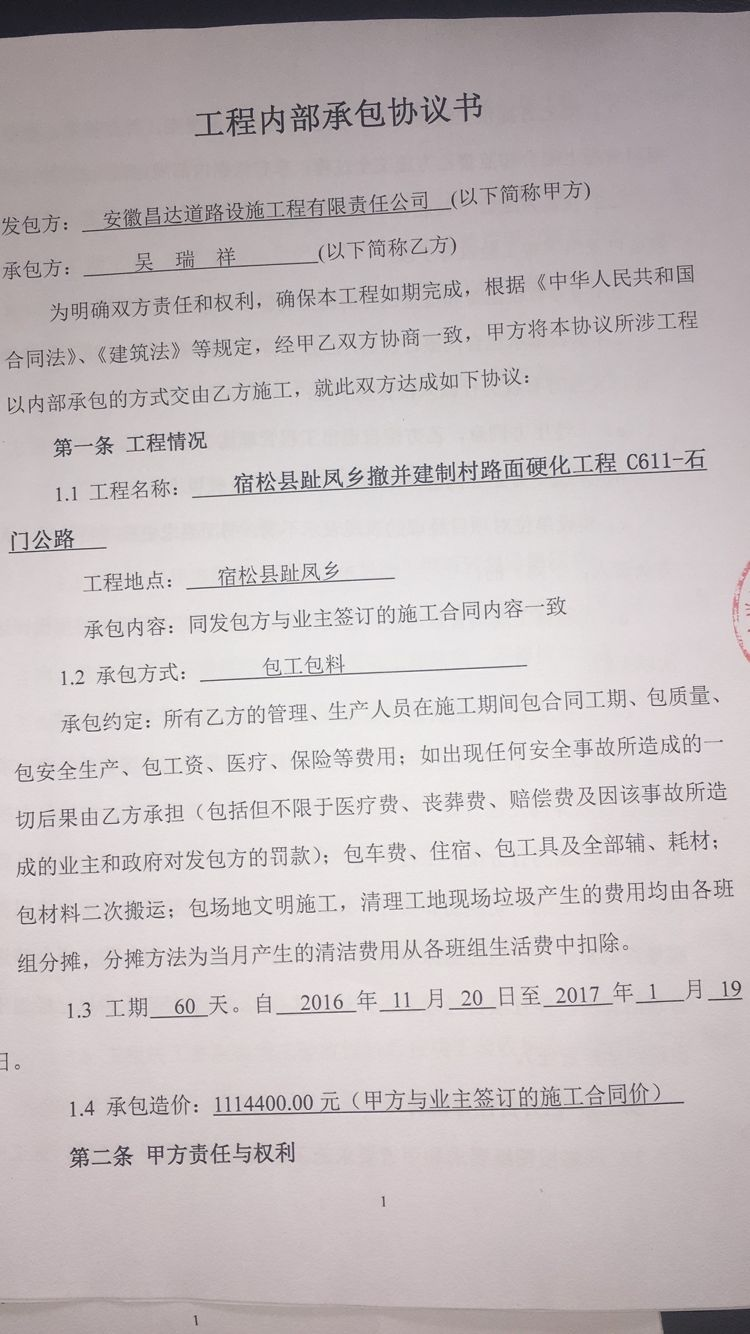 工程内部承包协议书
发包方：安徽昌达道路设施工程有限责任公司(以下简称甲方)
承包方：吴 瑞 祥(以下简称乙方)
为明确双方责任和权利，确保本工程如期完成，根据《中华人民共和国
合同法》、《建筑法》等规定，经甲乙双方协商一致，甲方将本协议所涉工程
以内部承包的方式交由乙方施工，就此双方达成如下协议：
第一条 工程情况
1.1 工程名称：宿松县趾凤乡撤并建制村路面硬化工程 C611-石
门公路
工程地点：宿松县趾凤乡
承包内容：同发包方与业主签订的施工合同内容一致
1.2 承包方式：包工包料
承包约定：所有乙方的管理、生产人员在施工期间包合同工期、包质量、
包安全生产、包工资、医疗、保险等费用；如出现任何安全事故所造成的一
切后果由乙方承担（包括但不限于医疗费、丧葬费、赔偿费及因该事故所造
成的业主和政府对发包方的罚款）；包车费、住宿、包工具及全部辅、耗材；
包材料二次搬运；包场地文明施工，清理工地现场垃圾产生的费用均由各班
组分摊，分摊方法为当月产生的清洁费用从各班组生活费中扣除。
1.3 工期 60 天。自 2016 年 11 月 20 日至 2017 年 1 月 19
日。
1.4 承包造价：1114400.00 元（甲方与业主签订的施工合同价）
第二条 甲方责任与权利
1
1